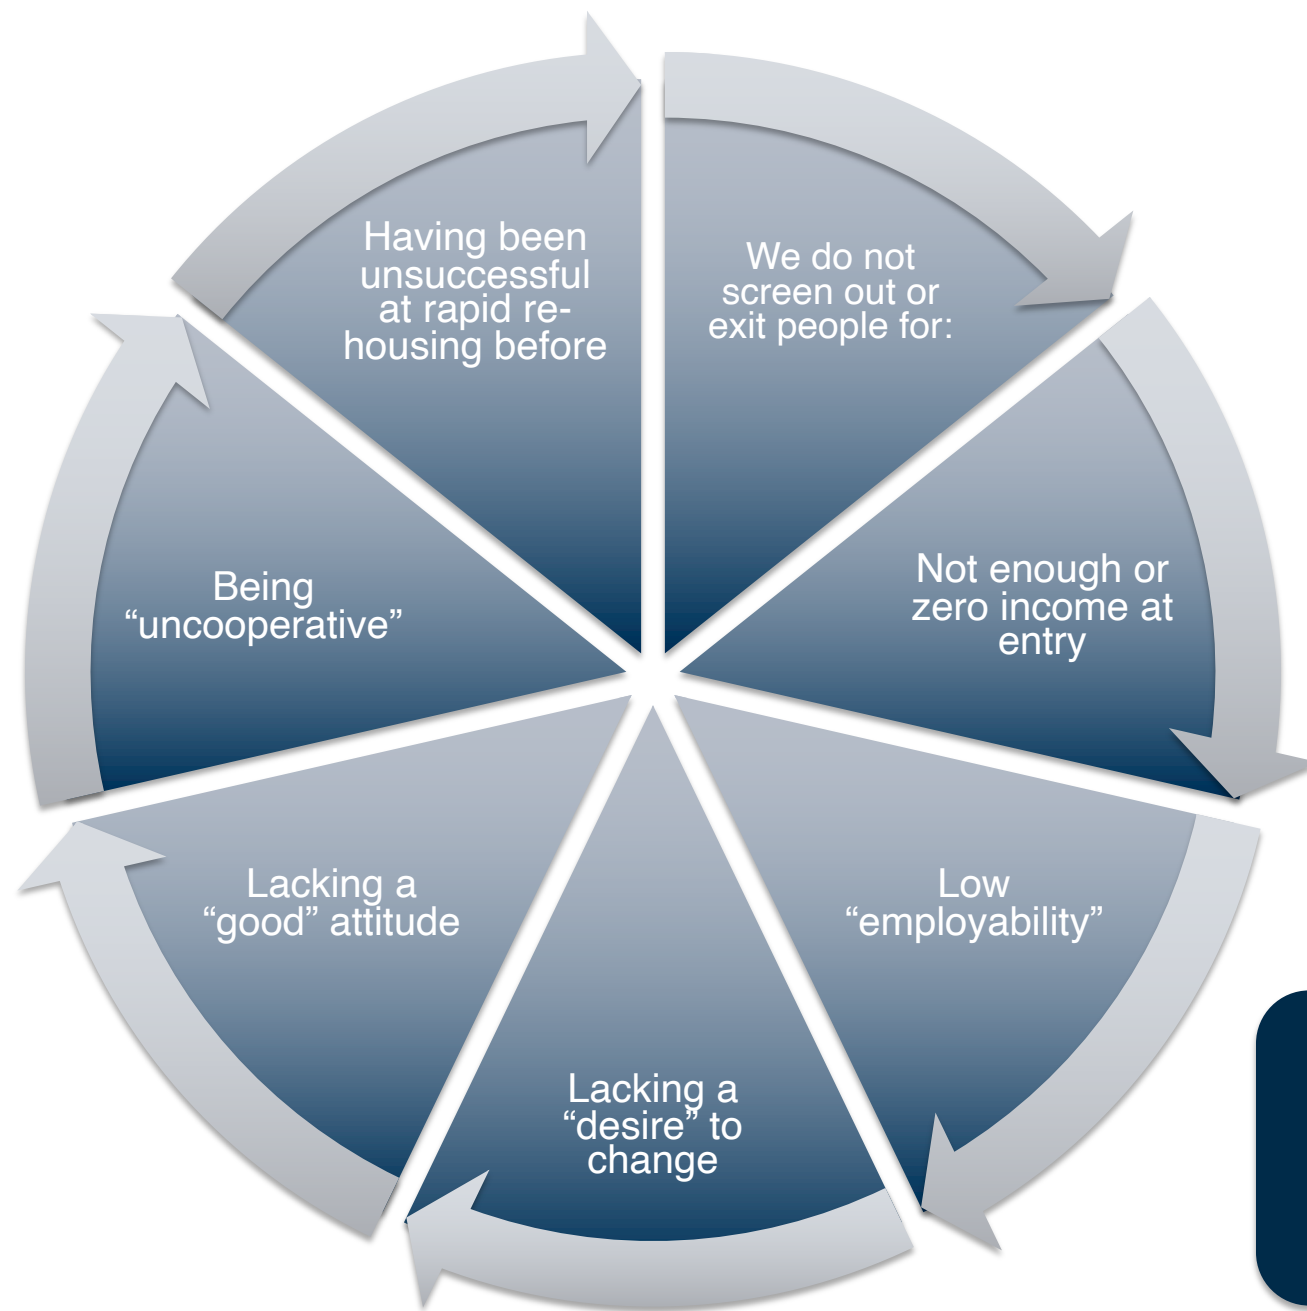 We do not
screen out or
exit people for:
Not enough or
zero income at
entry
Low
“employability”
Lacking a
“desire” to
change
Lacking a
“good” attitude
Being
“uncooperative”
Having been
unsuccessful
at rapid re-
housing before